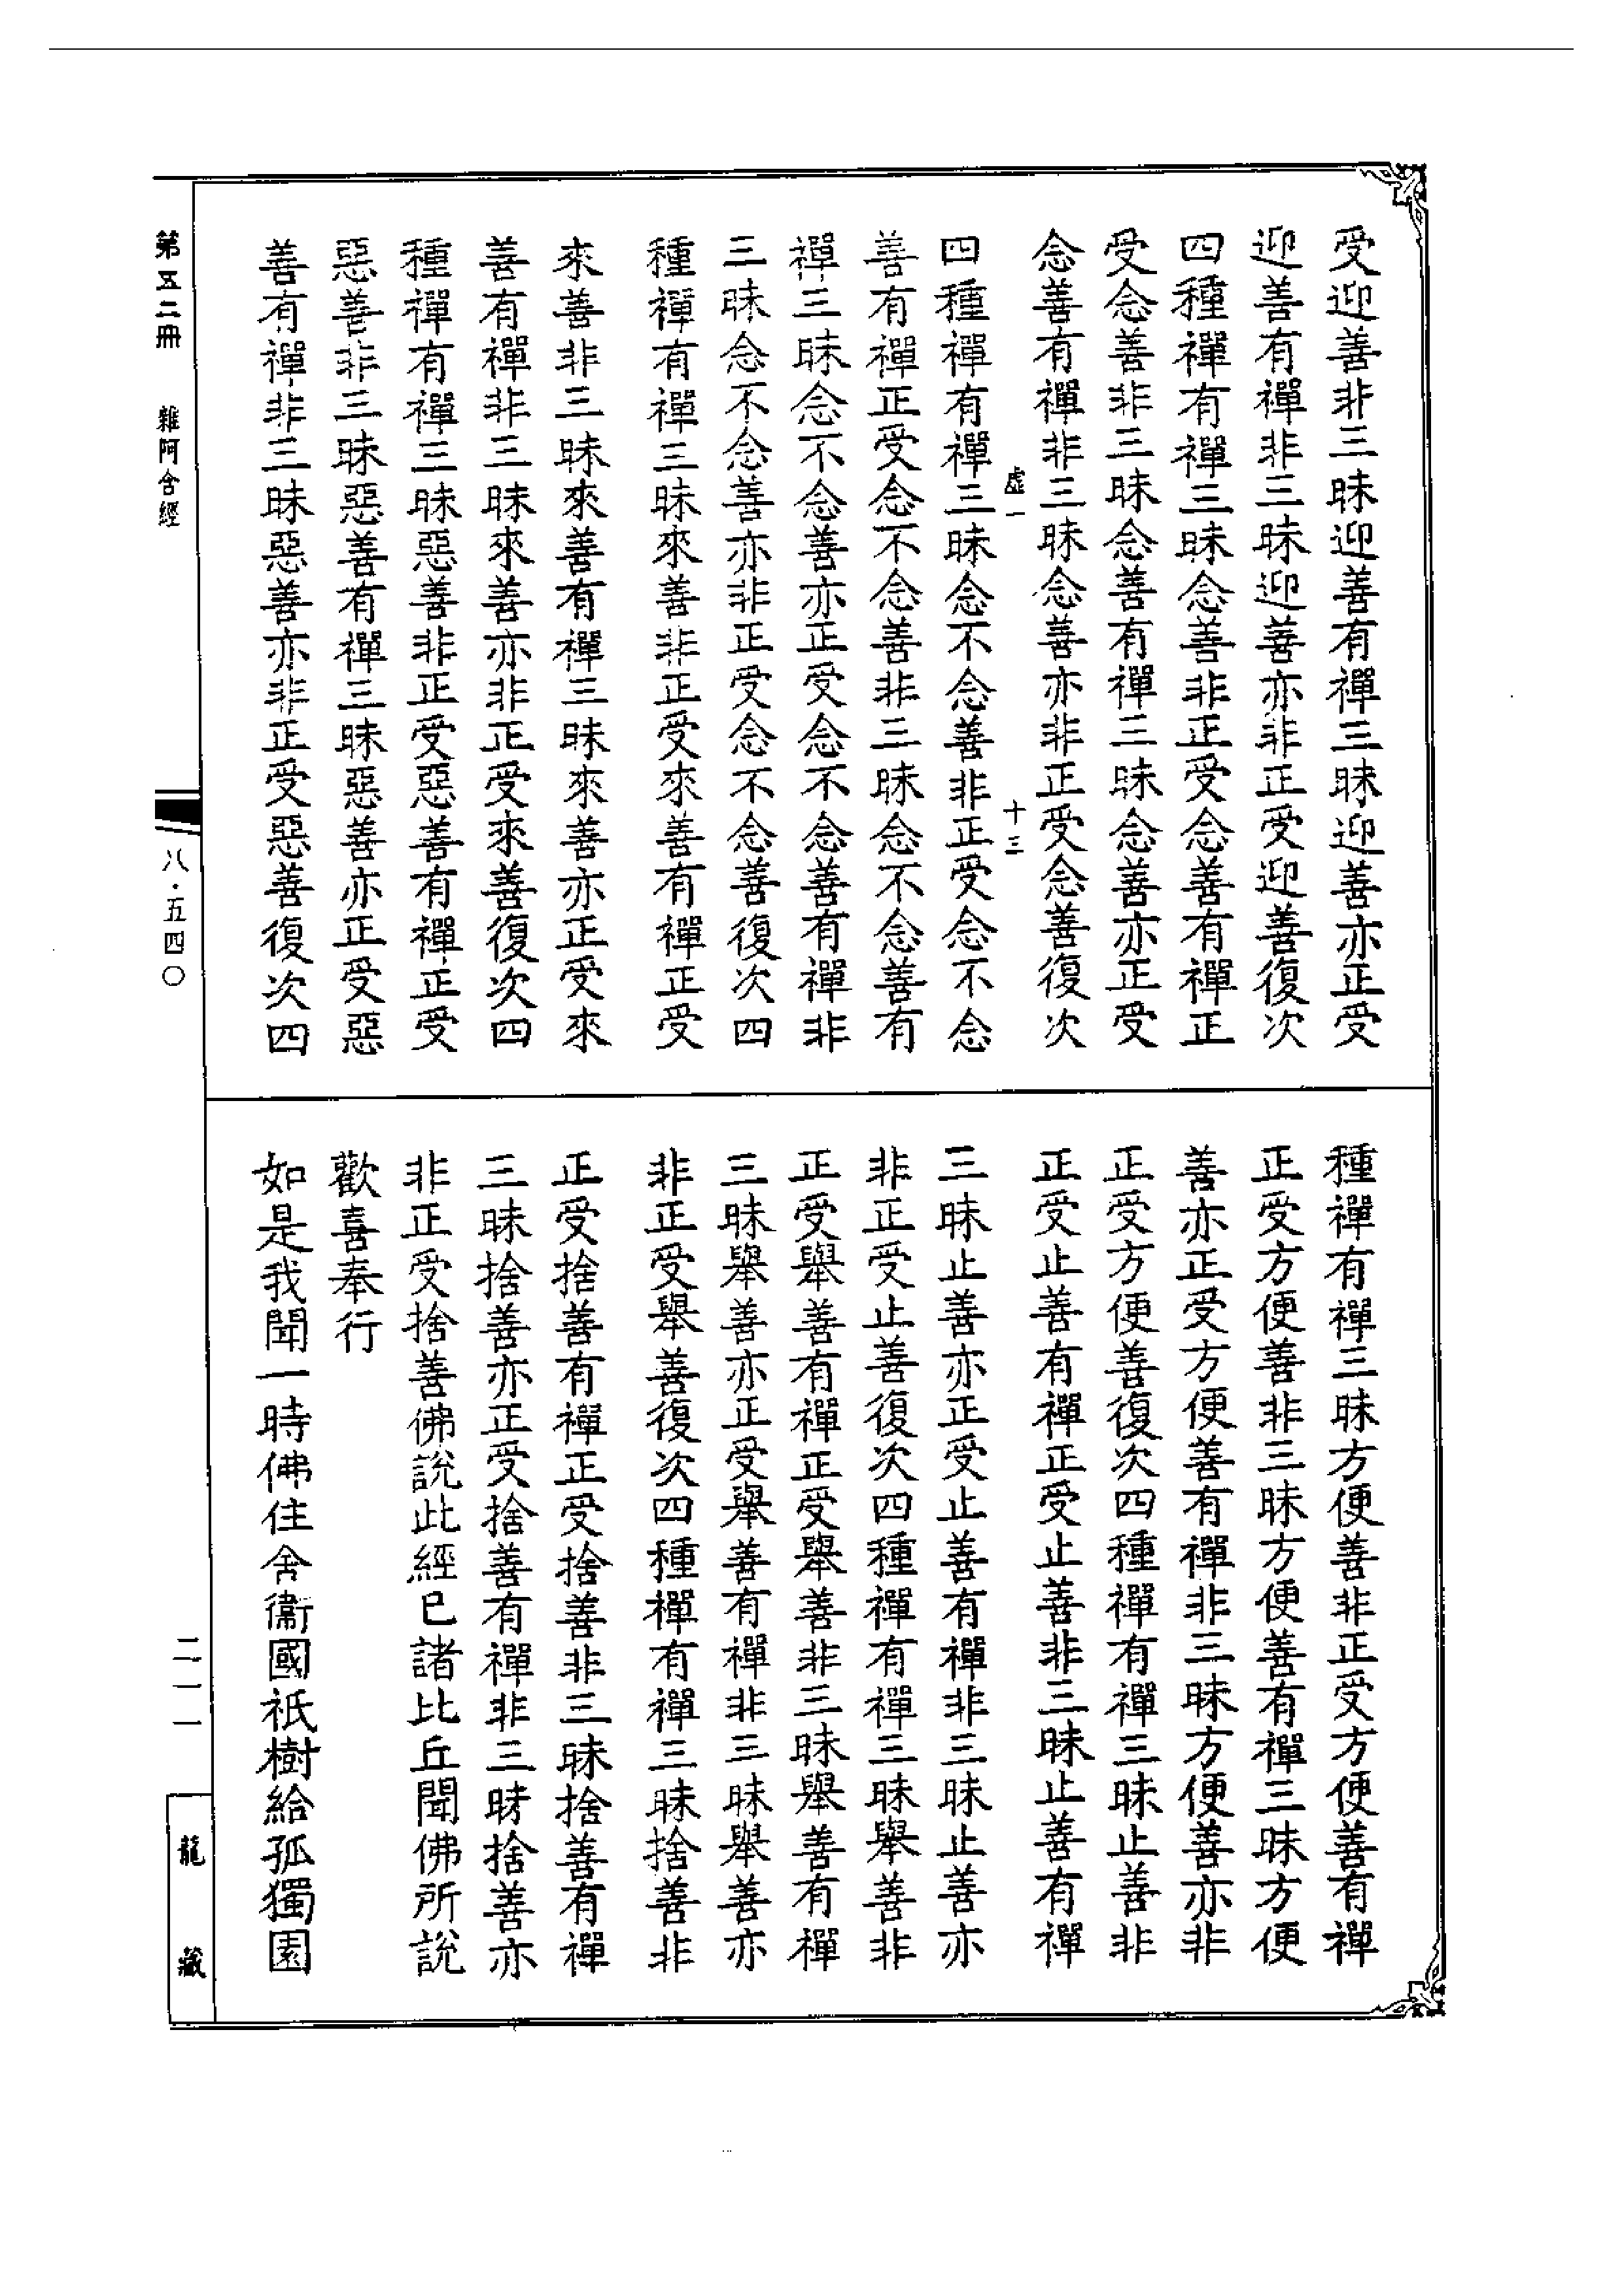 受迎善非三昧迎善有禪三昧迎善亦正受
迎善有禪非三昧迎善亦非正受迎善復次
四種禪有禪三昧念善非正受念善有禪正
受念善非三昧念善有禪三昧念善亦正受
念善有禪非三昧念善亦非正受念善復次
虛一 十三
四種禪有禪三昧念不念善非正受念不念
善有禪正受念不念善非三昧念不念善有
禪三昧念不念善亦正受念不念善有禪非
三昧念不念善亦非正受念不念善復次四
種禪有禪三昧來善非正受來善有禪正受
來善非三昧來善有禪三昧來善亦正受來
善有禪非三昧來善亦非正受來善復次四
種禪有禪三昧惡善非正受惡善有禪正受
惡善非三昧惡善有禪三昧惡善亦正受惡
善有禪非三昧惡善亦非正受惡善復次四
種禪有禪三昧方便善非正受方便善有禪
正受方便善非三昧方便善有禪三昧方便
善亦正受方便善有禪非三昧方便善亦非
正受方便善復次四種禪有禪三昧止善非
正受止善有禪正受止善非三昧止善有禪
三昧止善亦正受止善有禪非三昧止善亦
非正受止善復次四種禪有禪三昧舉善非
正受舉善有禪正受舉善非三昧舉善有禪
三昧舉善亦正受舉善有禪非三昧舉善亦
非正受舉善復次四種禪有禪三昧捨善非
正受捨善有禪正受捨善非三昧捨善有禪
三昧捨善亦正受捨善有禪非三昧捨善亦
非正受捨善佛說此經已諸比丘聞佛所說
歡喜奉行
如是我聞一時佛住舍衞國祇樹給孤獨園
第五二冊 雜阿含經
八·五四〇
二一一
龍藏